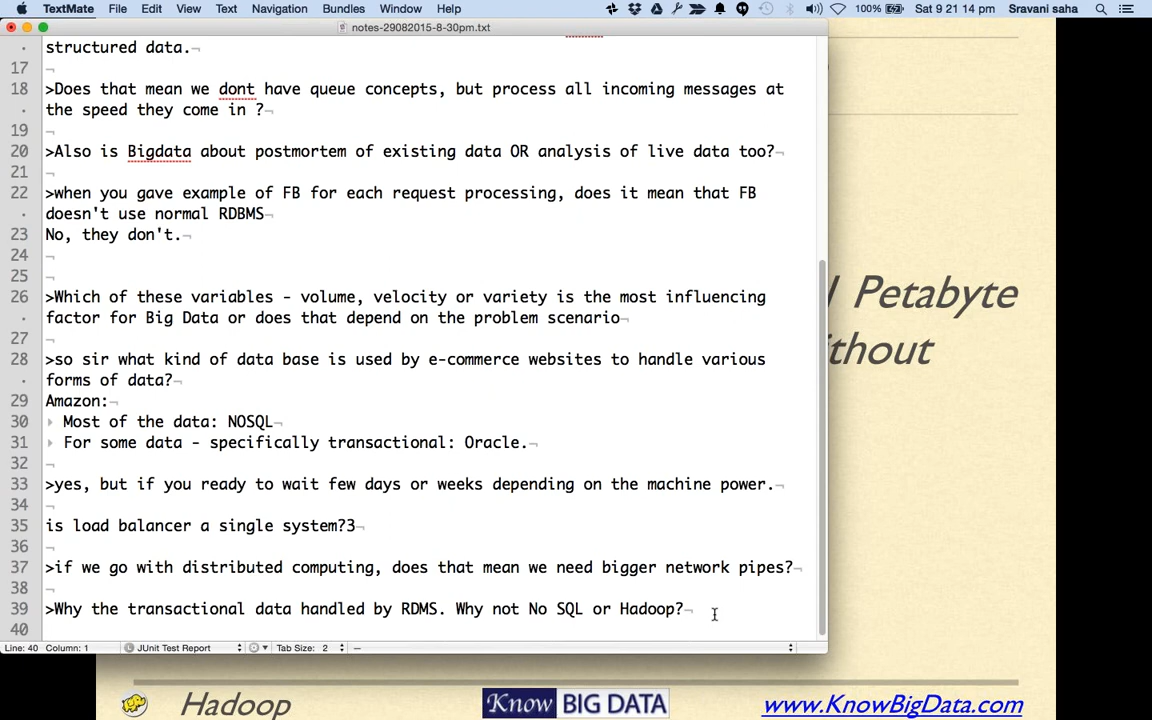 TextMate File Edit View Navigation Text Bundles Window Help 100% Sat 9 21 14 pm Sravani saha
notes-29082015-8-30pm.txt
structured data.¬
17 ¬
18 >Does that mean we dont have queue concepts, but process all incoming messages at
the speed they come in ?¬
19 ¬
20 >Also is Bigdata about postmortem of existing data OR analysis of live data too?¬
21 ¬
22 >when you gave example of FB for each request processing, does it mean that FB
doesn't use normal RDBMS¬
23 No, they don't.¬
24 ¬
25 ¬
26 >Which of these variables - volume, velocity or variety is the most influencing
factor for Big Data or does that depend on the problem scenario¬
27 ¬
28 >so sir what kind of data base is used by e-commerce websites to handle various
forms of data?¬
29 Amazon:¬
30 Most of the data: NOSQL¬
31 For some data - specifically transactional: Oracle.¬
32 ¬
33 >yes, but if you ready to wait few days or weeks depending on the machine power.¬
34 ¬
35 is load balancer a single system?3¬
36 ¬
37 >if we go with distributed computing, does that mean we need bigger network pipes?¬
38 ¬
39 >Why the transactional data handled by RDMS. Why not No SQL or Hadoop?¬
40
Line: 40 Column: 1 JUnit Test Report Tab Size: 2 —
Petabyte
ithout
Hadoop
Know BIG DATA
www.KnowBigData.com